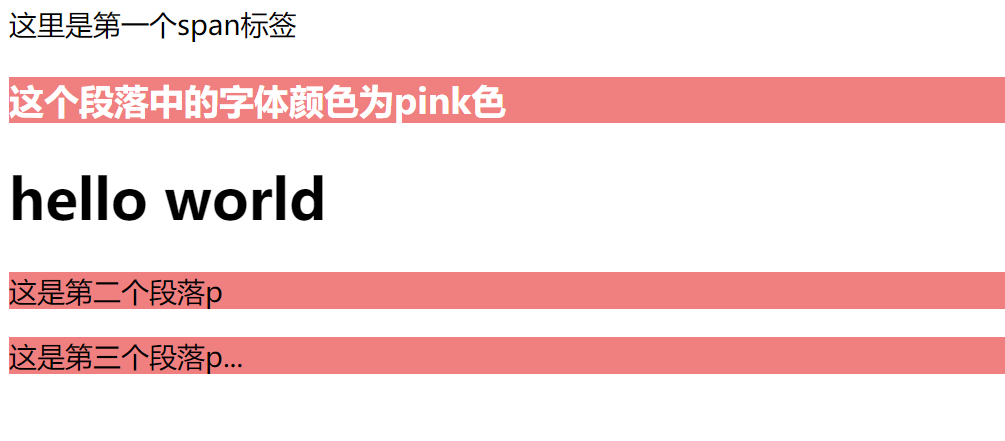 这里是第一个span标签
这个段落中的字体颜色为pink色
hello world
这是第二个段落p
这是第三个段落p...